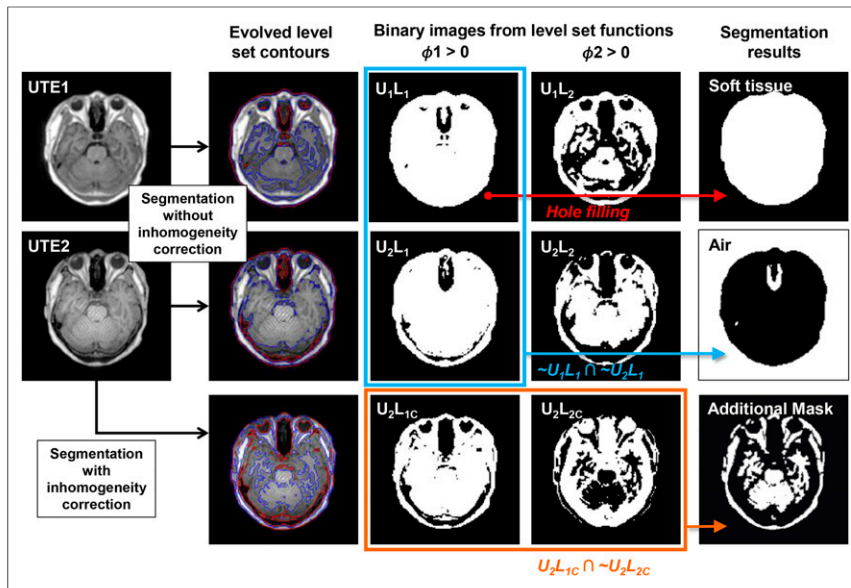 Evolved level
set contours
Binary images from level set functions
ϕ1 > 0
ϕ2 > 0
Segmentation
results
UTE1
U₁L₁
U₁L₂
Soft tissue
Segmentation
without
inhomogeneity
correction
Hole filling
UTE2
U₂L₁
U₂L₂
Air
~U₁L₁ ∩ ~U₂L₁
Segmentation
with
inhomogeneity
correction
U₂L₁C
U₂L₂C
Additional Mask
U₂L₁C ∩ ~U₂L₂C